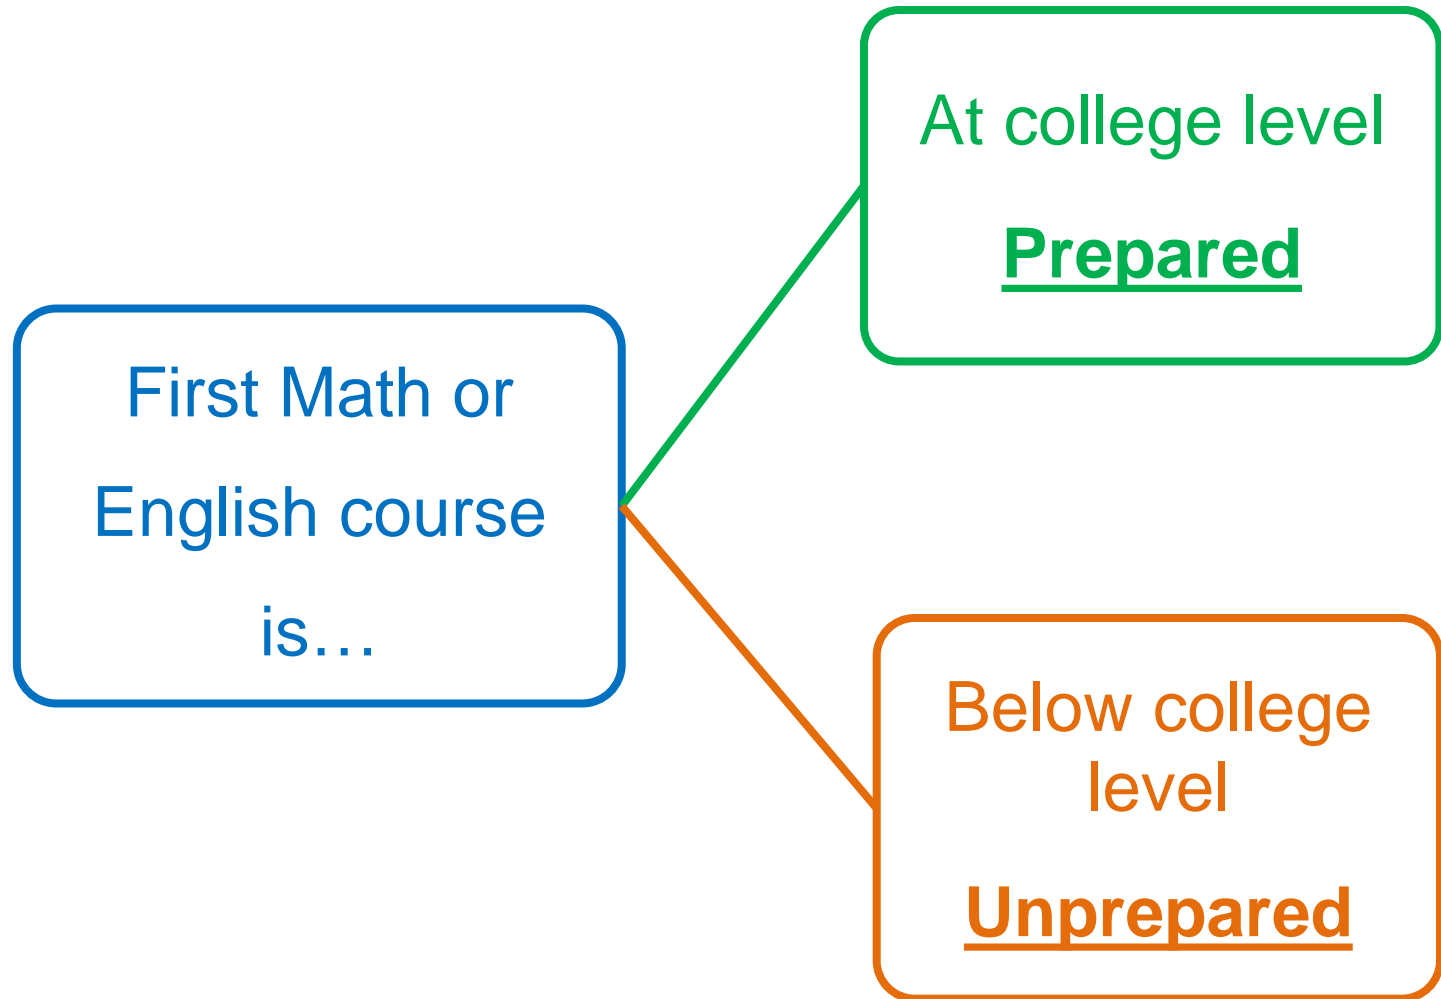 At college level
Prepared
First Math or
English course
is…
Below college
level
Unprepared